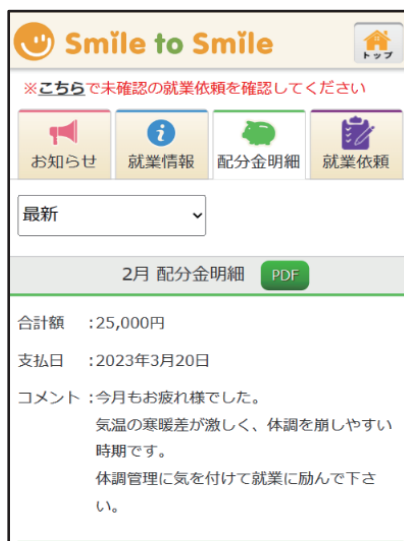 Smile to Smile
トップ
※こちらで未確認の就業依頼を確認してください
お知らせ
就業情報
配分金明細
就業依頼
最新
2月 配分金明細 PDF
合計額 :25,000円
支払日 :2023年3月20日
コメント :今月もお疲れ様でした。
気温の寒暖差が激しく、体調を崩しやすい
時期です。
体調管理に気を付けて就業に励んで下さ
い。